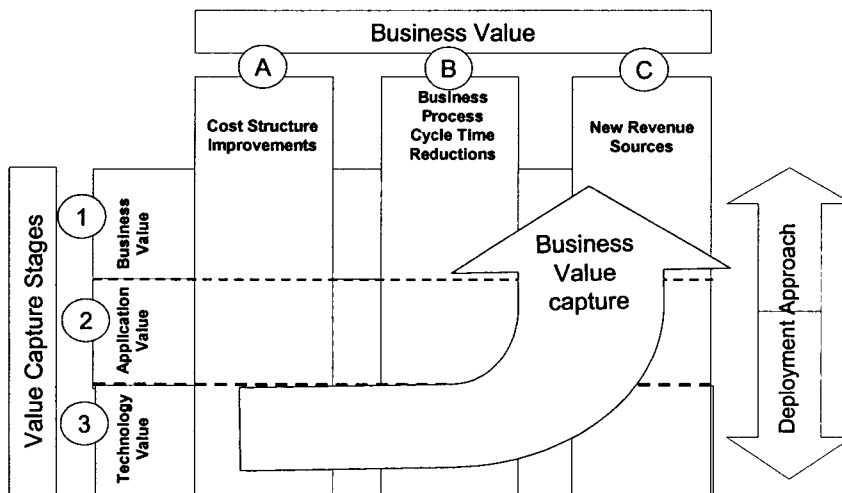 Business Value
A
B
C
Cost Structure
Improvements
Business
Process
Cycle Time
Reductions
New Revenue
Sources
Value Capture Stages
1
Business
Value
2
Application
Value
3
Technology
Value
Business
Value
capture
Deployment Approach